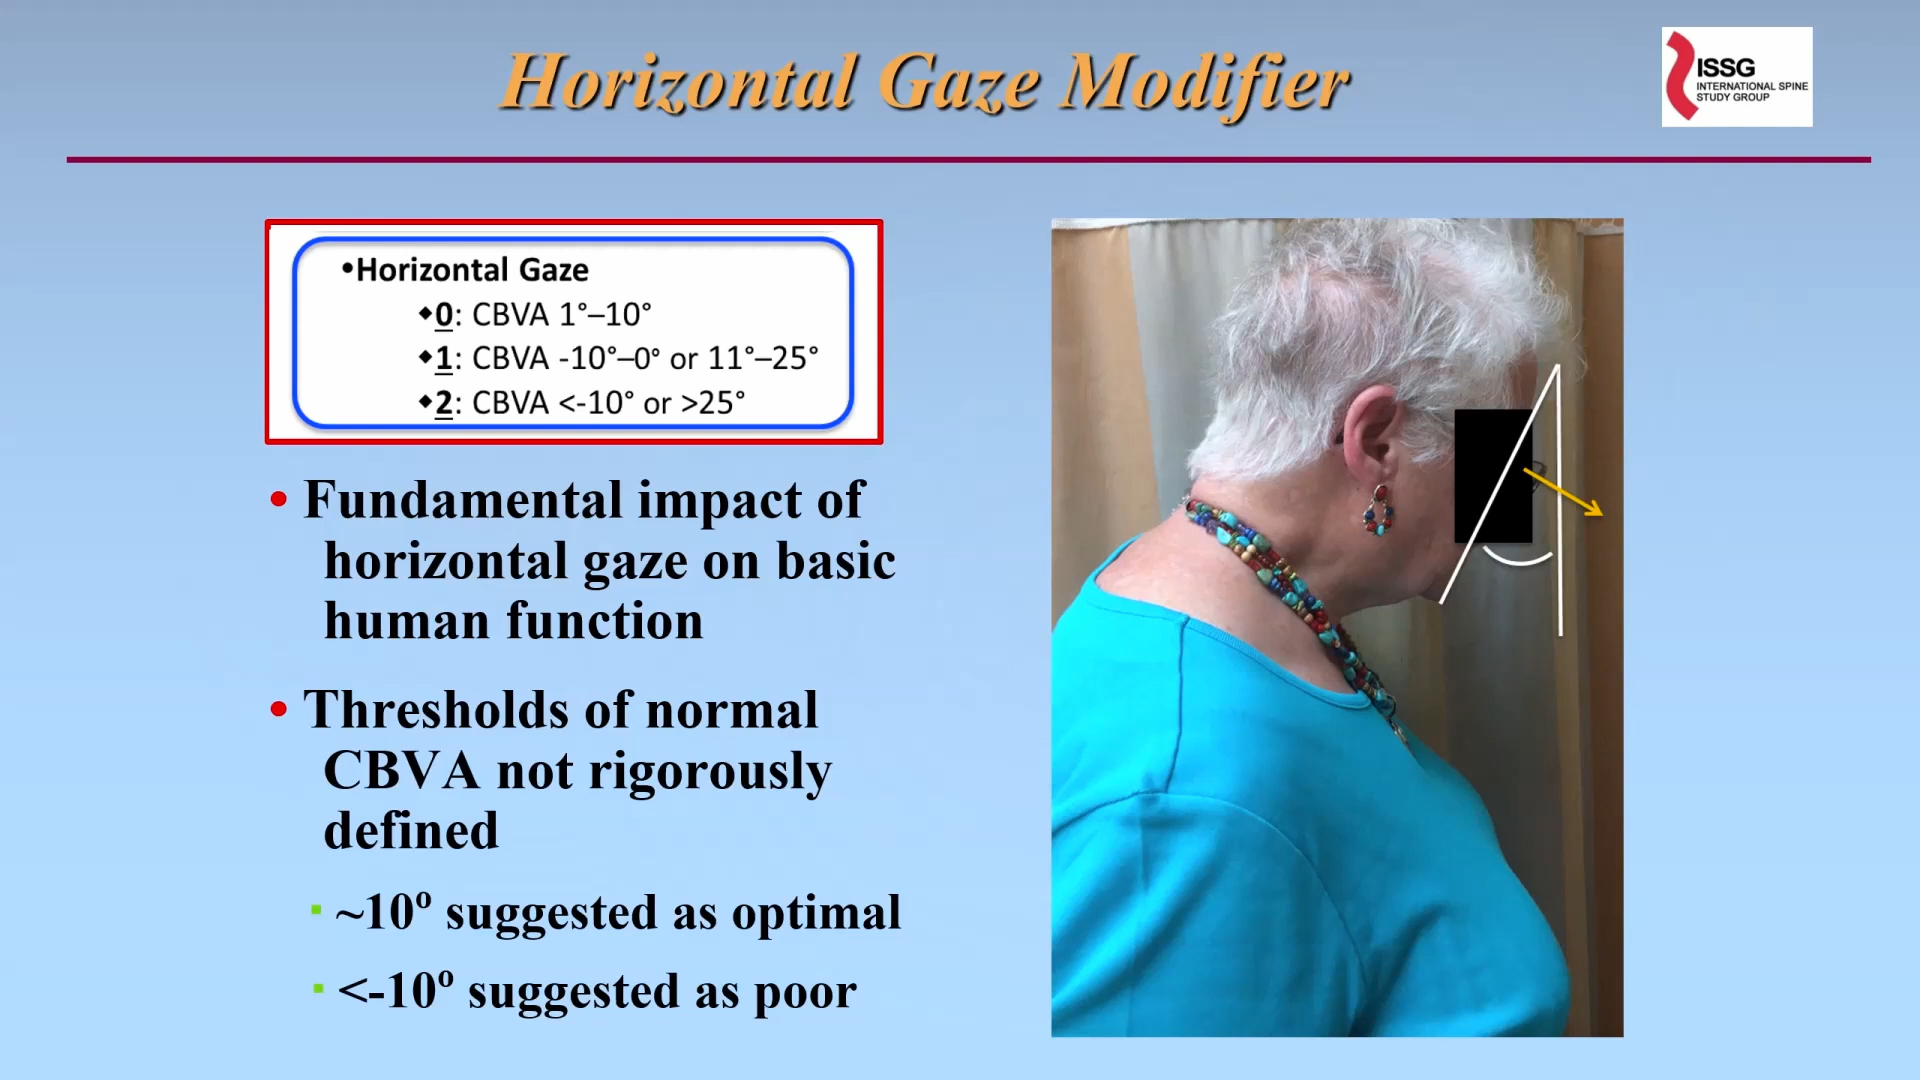 Horizontal Gaze Modifier
ISSG
INTERNATIONAL SPINE
STUDY GROUP
•Horizontal Gaze
◆0: CBVA 1°–10°
◆1: CBVA -10°–0° or 11°–25°
◆2: CBVA <-10° or >25°
• Fundamental impact of
horizontal gaze on basic
human function
• Thresholds of normal
CBVA not rigorously
defined
▪ ~10º suggested as optimal
▪ <-10º suggested as poor